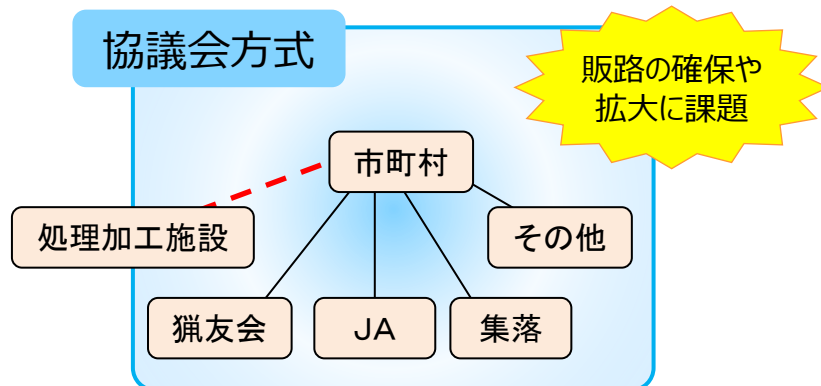 協議会方式
販路の確保や
拡大に課題
市町村
処理加工施設
その他
猟友会
JA
集落